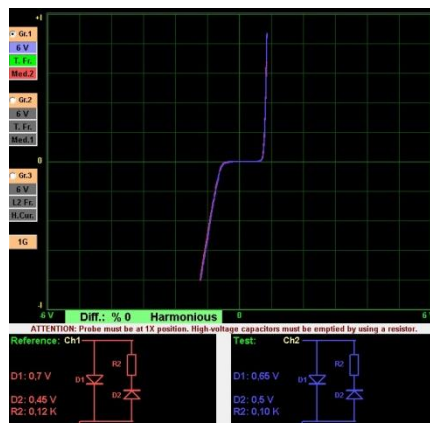 +I
Gr.1
6 V
T. Fr.
Med.2
Gr.2
6 V
T. Fr.
Med.1
0
Gr.3
6 V
L2 Fr.
H.Cur.
1G
-I
-6 V
Diff.: % 0 Harmonious
0
6
ATTENTION: Probe must be at 1X position. High-voltage capacitors must be emptied by using a resistor.
Reference: Ch1
R2
D1: 0,7 V
D1
D2: 0,45 V
D2
R2: 0,12 K
Test: Ch2
R2
D1: 0,65 V
D1
D2: 0,5 V
D2
R2: 0,10 K